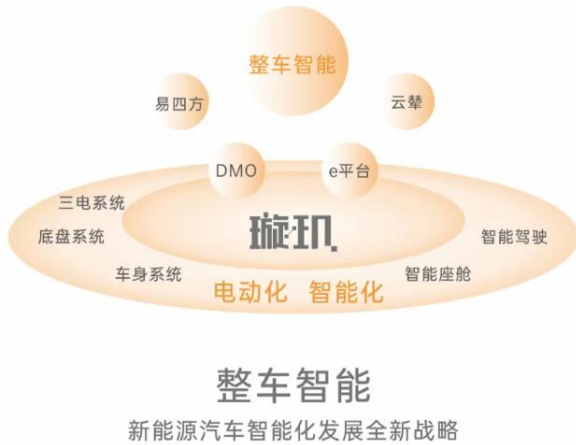 整车智能
易四方
云辇
DMO
e平台
三电系统
璇玑
底盘系统
智能驾驶
车身系统
智能座舱
电动化 智能化
整车智能
新能源汽车智能化发展全新战略